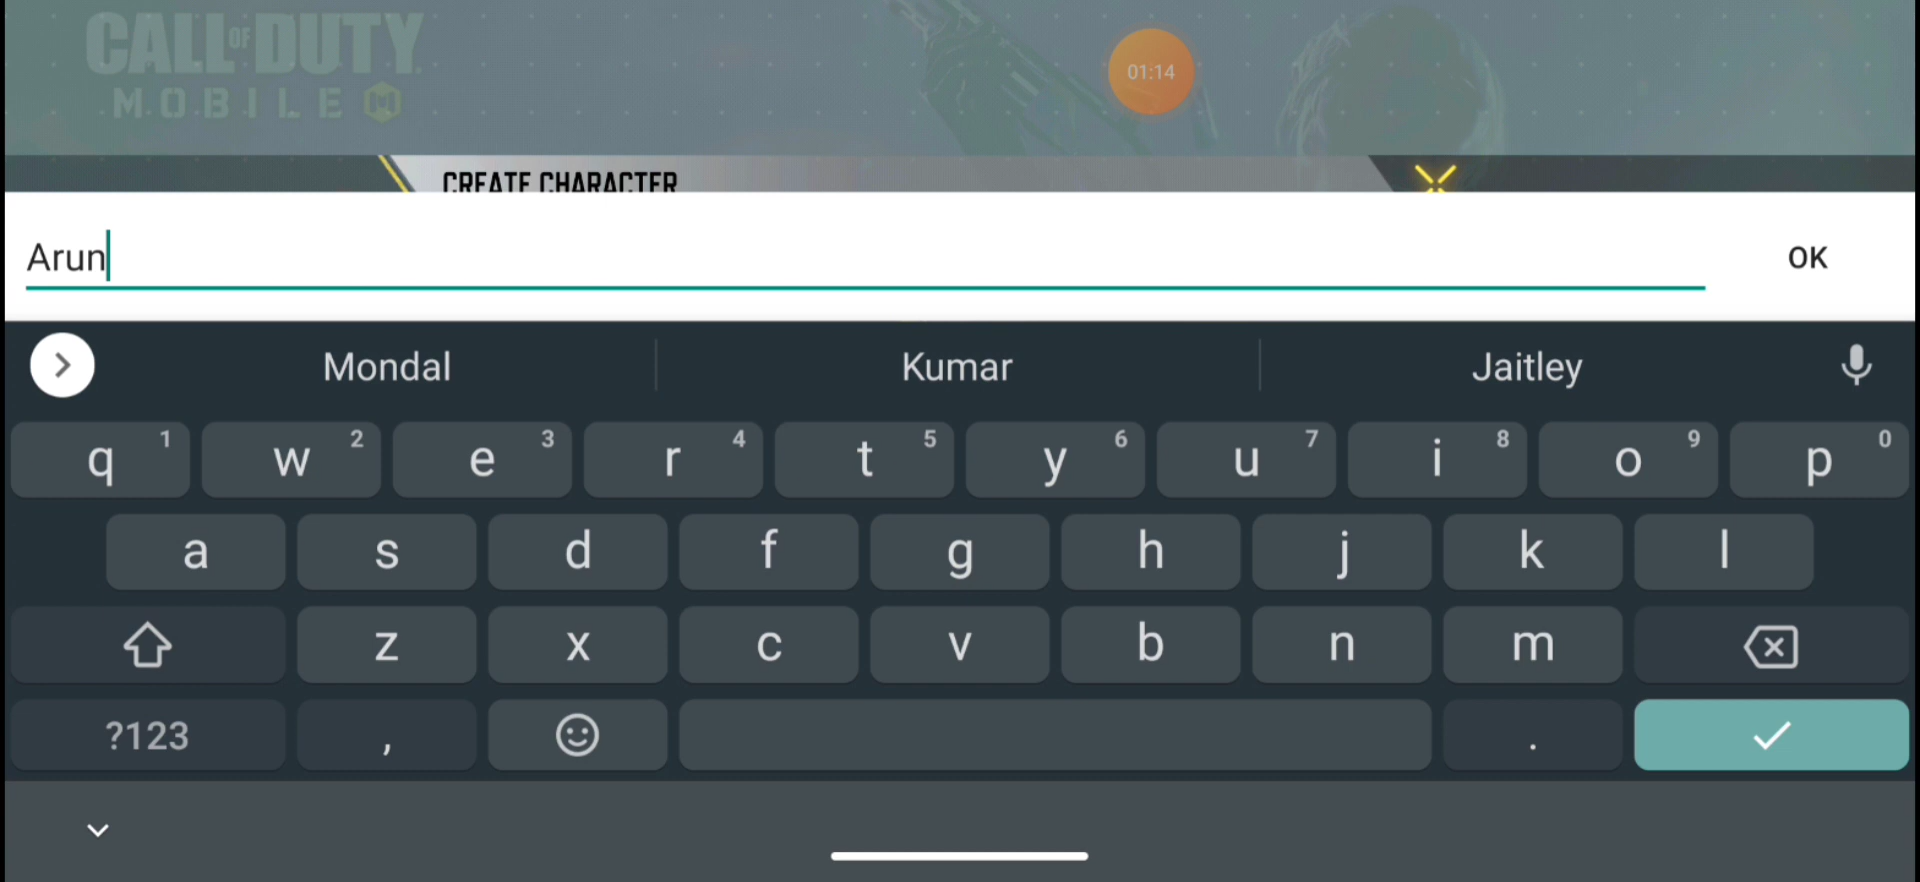 CALL OF DUTY
MOBILE
01:14
CREATE CHARACTER
Arun
OK
Mondal Kumar Jaitley
q 1 w 2 e 3 r 4 t 5 y 6 u 7 i 8 o 9 p 0
a s d f g h j k l
z x c v b n m
?123 , .